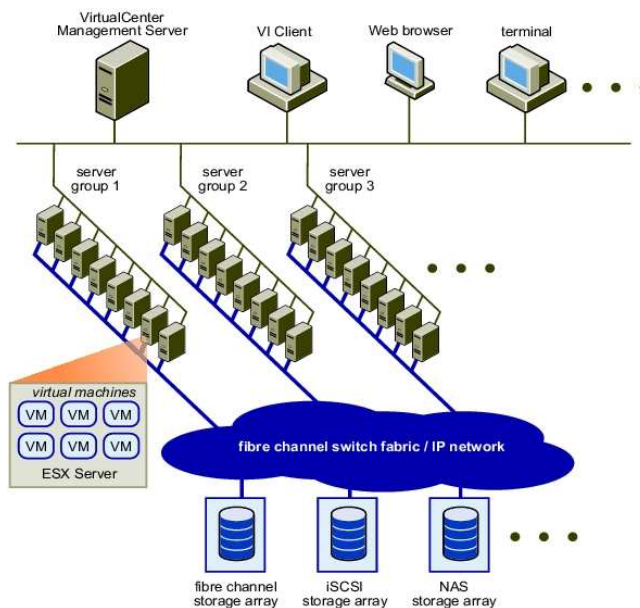 VirtualCenter
Management Server
VI Client
Web browser
terminal
server
group 1
server
group 2
server
group 3
virtual machines
VM VM VM
VM VM VM
ESX Server
fibre channel switch fabric / IP network
fibre channel
storage array
iSCSI
storage array
NAS
storage array